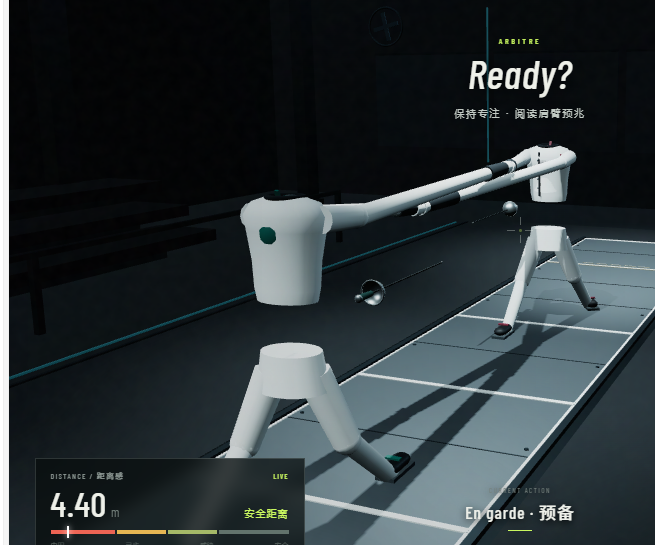 ARBITRE
Ready?
保持专注 · 阅读肩臂预兆
DISTANCE / 距离感
LIVE
4.40 m
安全距离
ACTION
En garde · 预备